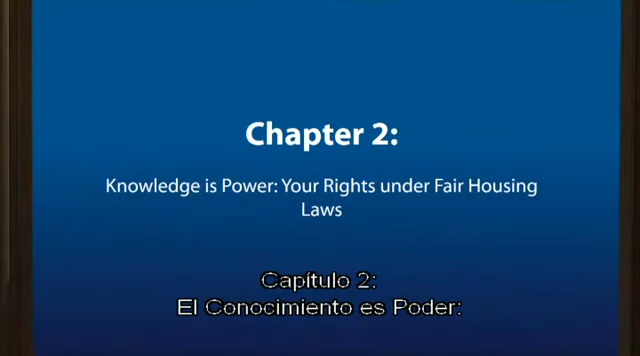 Chapter 2:
Knowledge is Power: Your Rights under Fair Housing
Laws
Capítulo 2:
El Conocimiento es Poder: